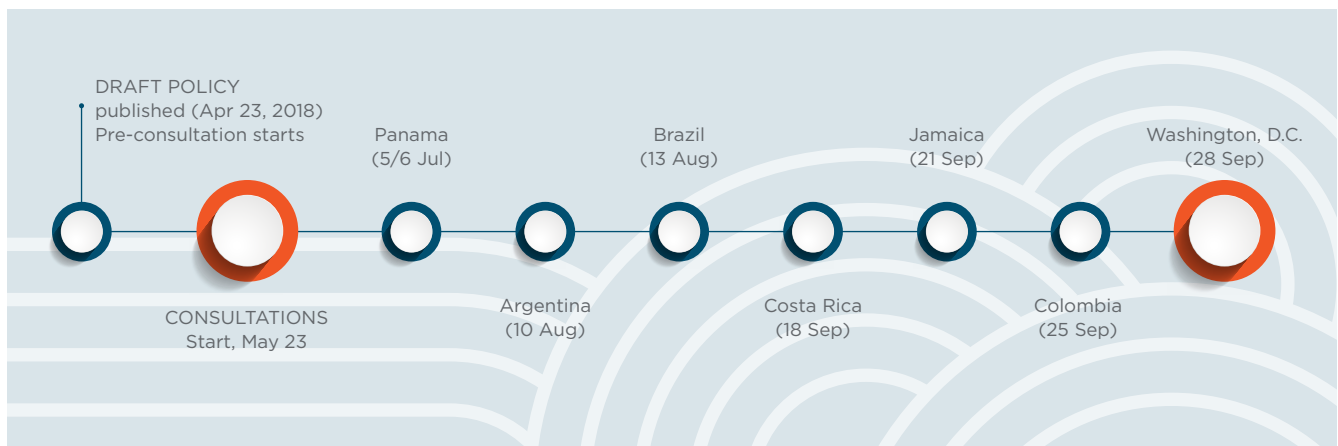 DRAFT POLICY
published (Apr 23, 2018)
Pre-consultation starts
CONSULTATIONS
Start, May 23
Panama
(5/6 Jul)
Argentina
(10 Aug)
Brazil
(13 Aug)
Costa Rica
(18 Sep)
Jamaica
(21 Sep)
Colombia
(25 Sep)
Washington, D.C.
(28 Sep)